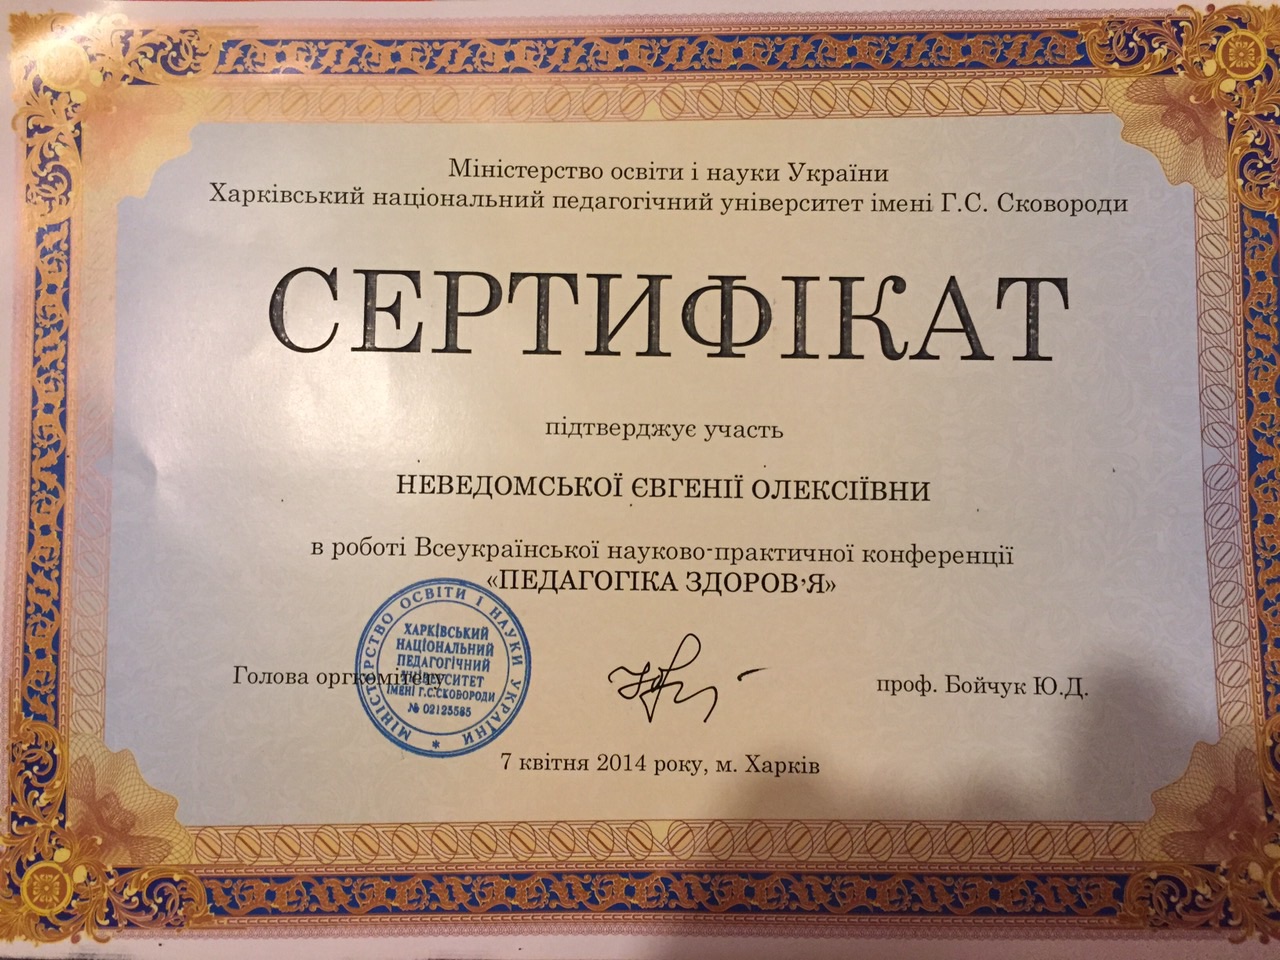 Міністерство освіти і науки України
Харківський національний педагогічний університет імені Г.С. Сковороди
СЕРТИФІКАТ
підтверджує участь
НЕВЕДОМСЬКОЇ ЄВГЕНІЇ ОЛЕКСІЇВНИ
в роботі Всеукраїнської науково-практичної конференції
«ПЕДАГОГІКА ЗДОРОВ’Я»
Голова оргкомітету
проф. Бойчук Ю.Д.
МІНІСТЕРСТВО ОСВІТИ І НАУКИ УКРАЇНИ
ХАРКІВСЬКИЙ
НАЦІОНАЛЬНИЙ
ПЕДАГОГІЧНИЙ
УНІВЕРСИТЕТ
ІМЕНІ Г.С.СКОВОРОДИ
№ 02125585
7 квітня 2014 року, м. Харків